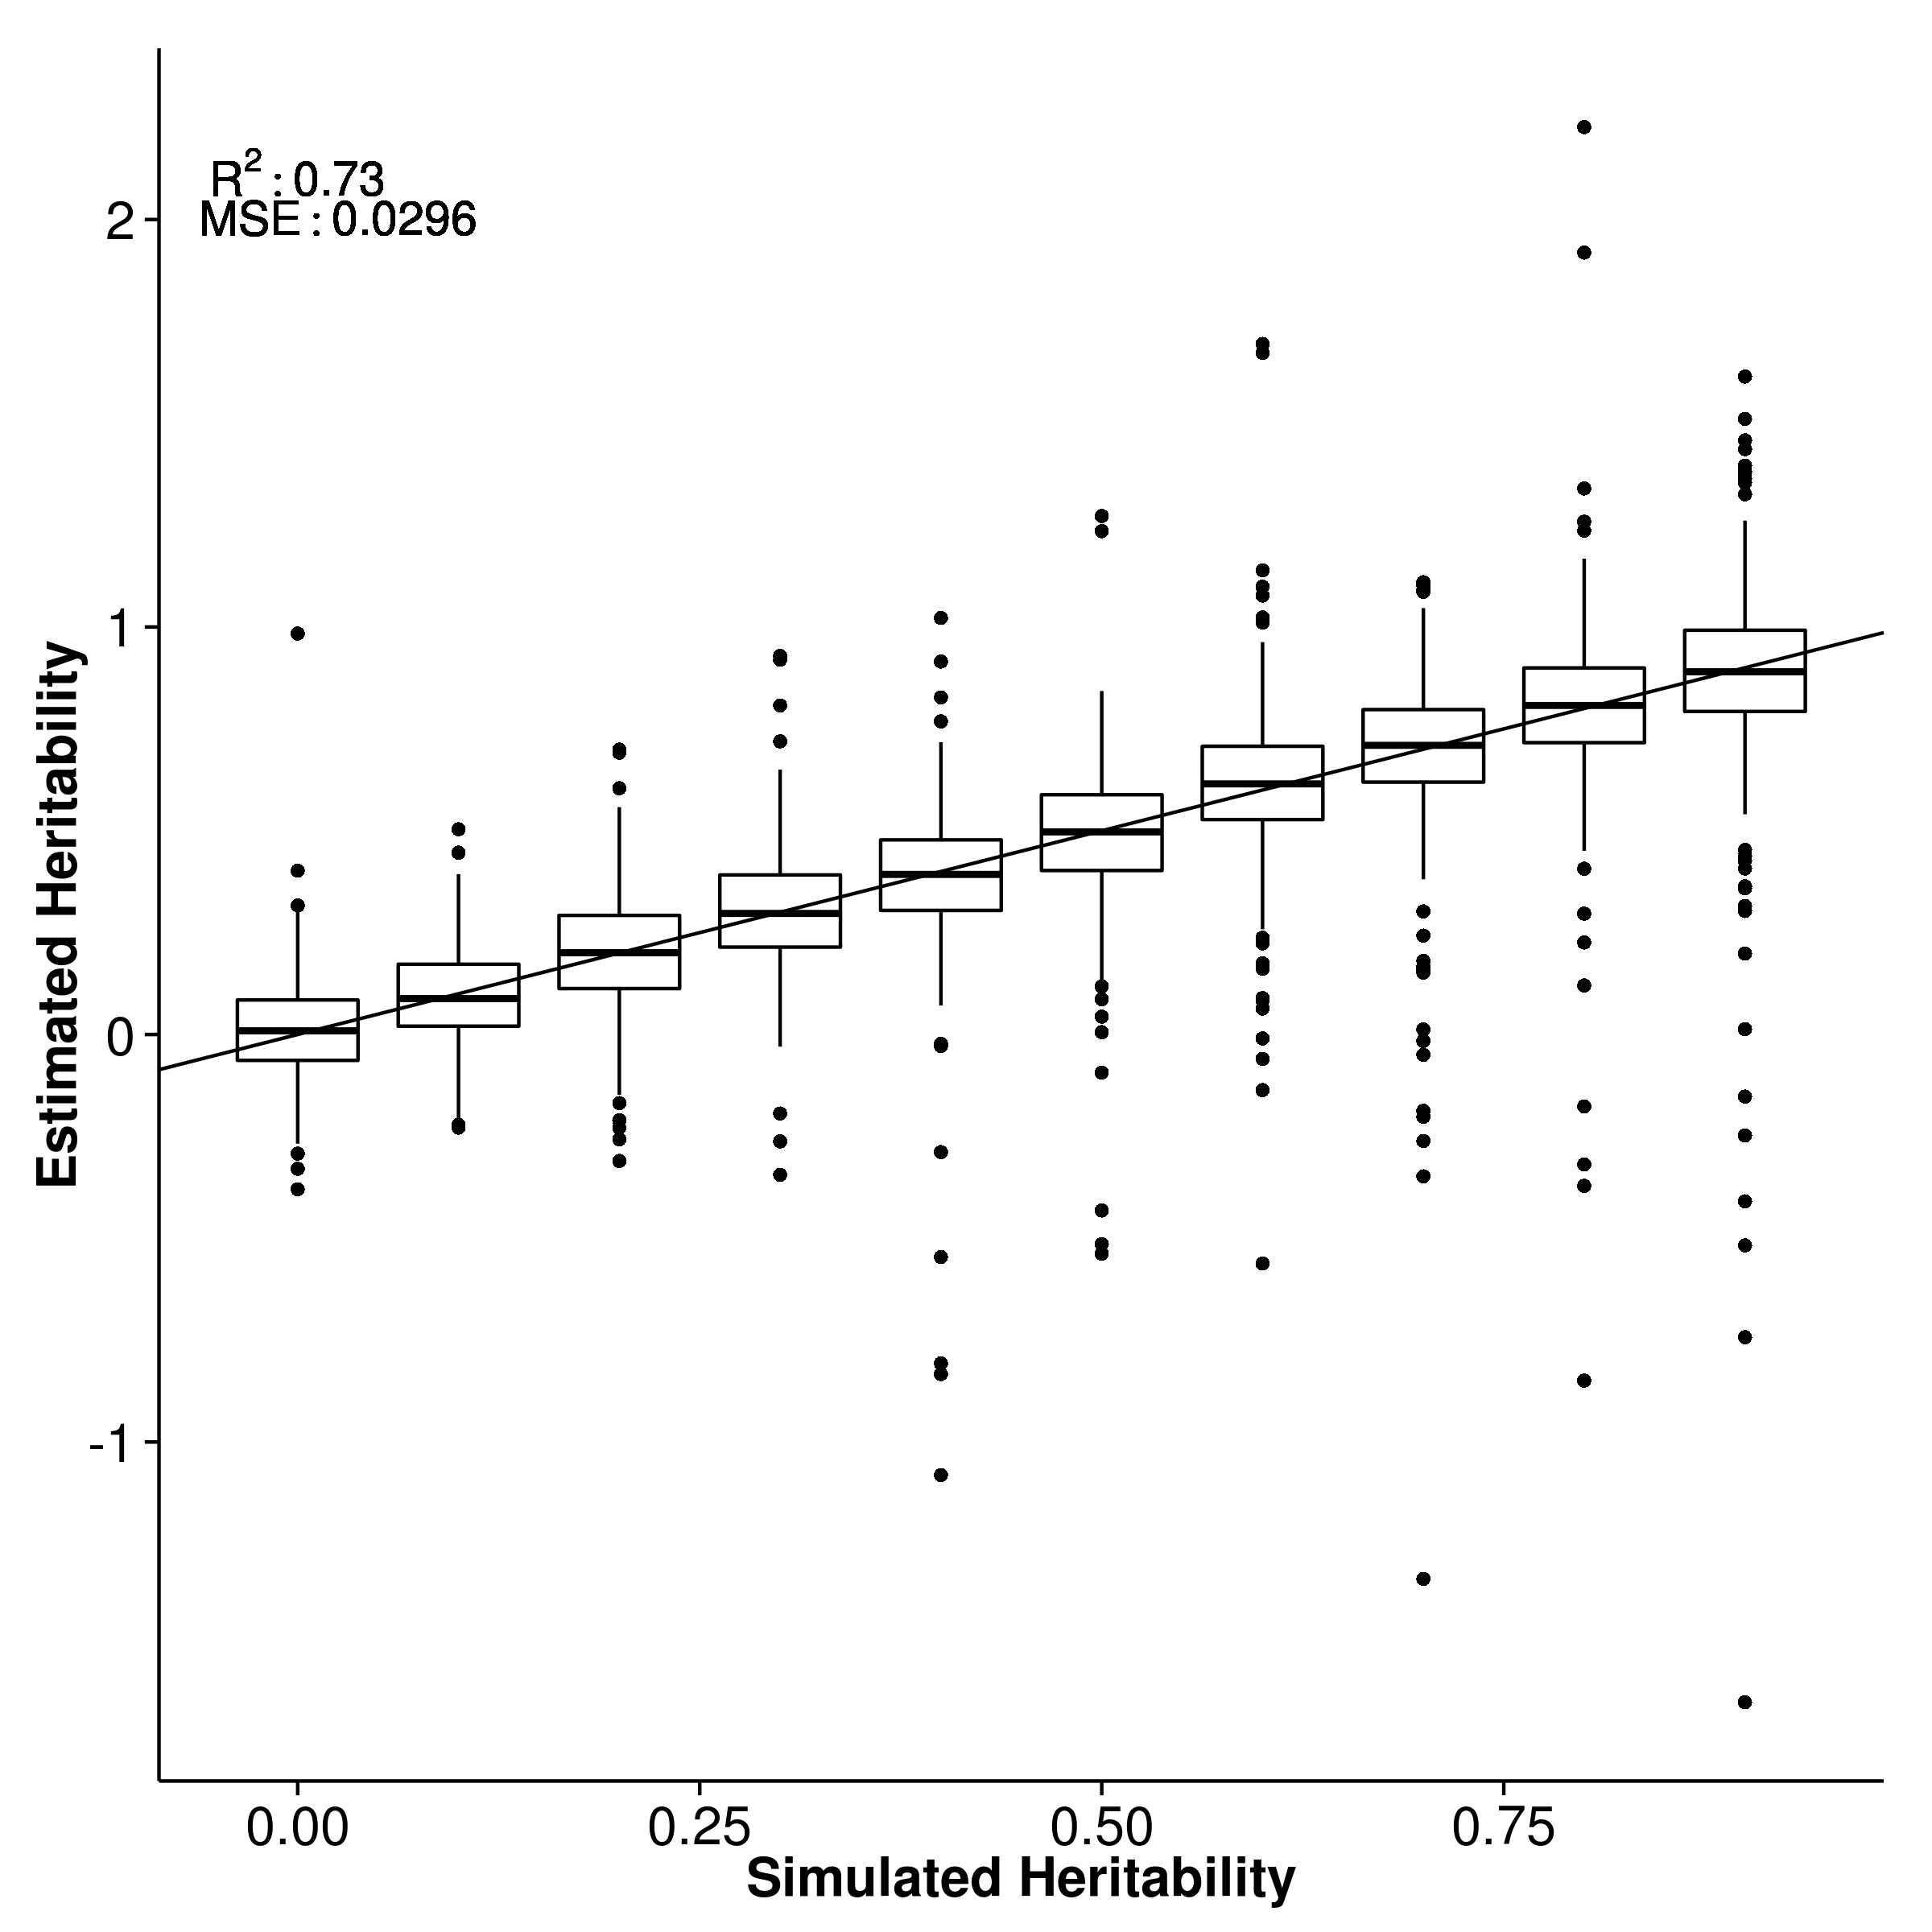 R²: 0.73
MSE: 0.0296
2
1
0
-1
Estimated Heritability
0.00 0.25 0.50 0.75
Simulated Heritability